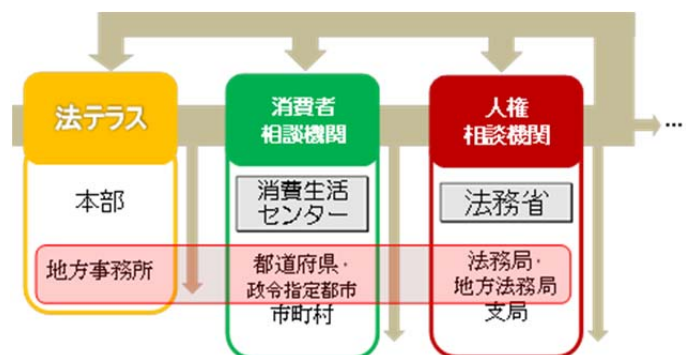 法テラス
本部
地方事務所
消費者
相談機関
消費生活
センター
都道府県・
政令指定都市
市町村
人権
相談機関
法務省
法務局・
地方法務局
支局
…